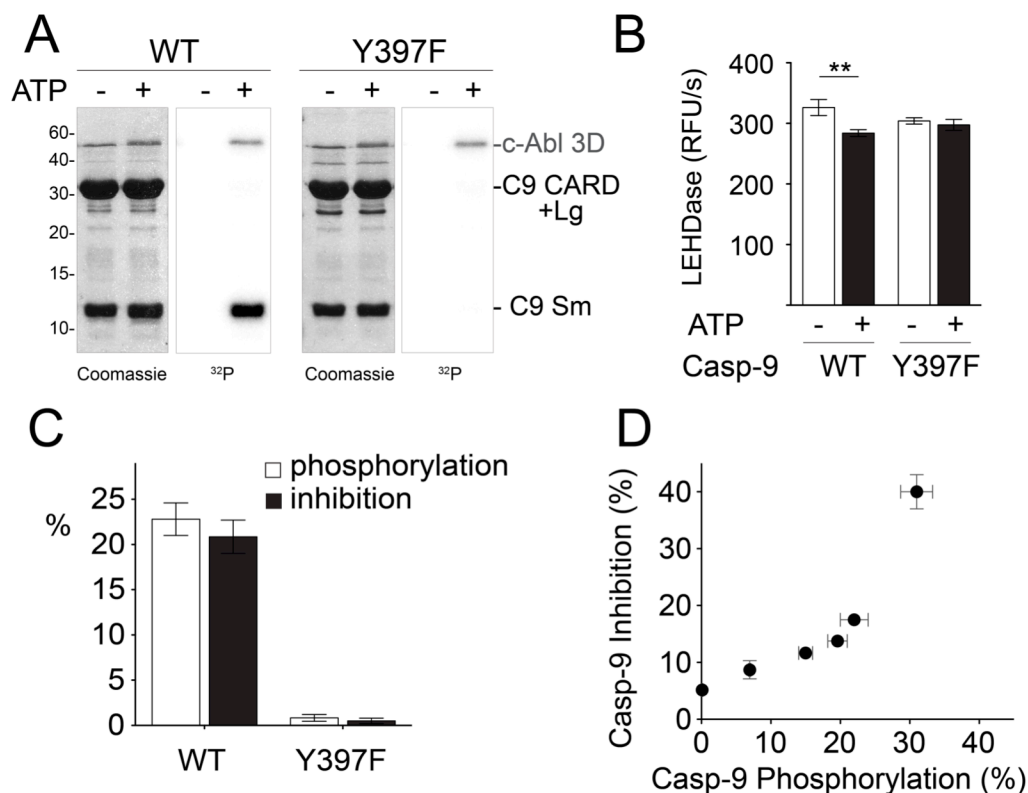 A
WT
Y397F
ATP - + - + - + - +
60-
40-
30-
20-
15-
10-
-c-Abl 3D
-C9 CARD
+Lg
- C9 Sm
Coomassie
32P
Coomassie
32P
B
LEHDase (RFU/s)
400
300
200
100
**
ATP - + - +
Casp-9 WT Y397F
C
%
25
20
15
10
5
0
phosphorylation
inhibition
WT
Y397F
D
Casp-9 Inhibition (%)
40
30
20
10
0
0 10 20 30 40
Casp-9 Phosphorylation (%)